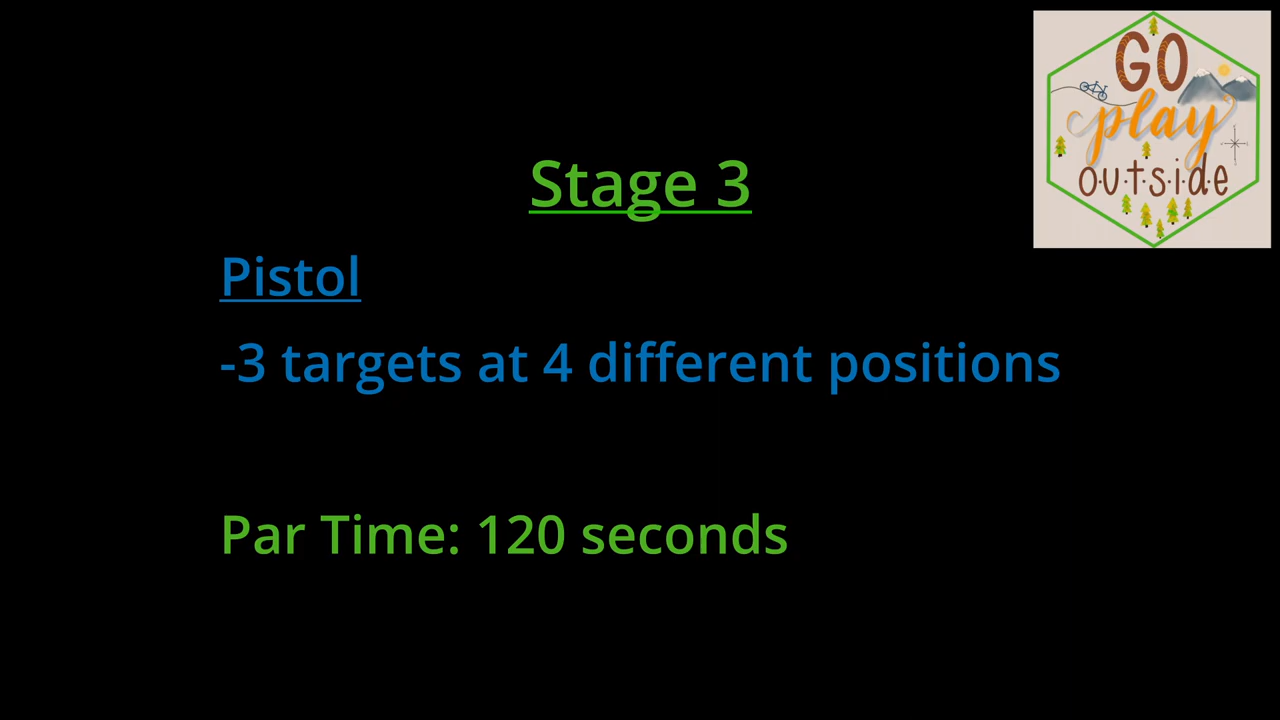 GO
play
outside
Stage 3
Pistol
-3 targets at 4 different positions
Par Time: 120 seconds